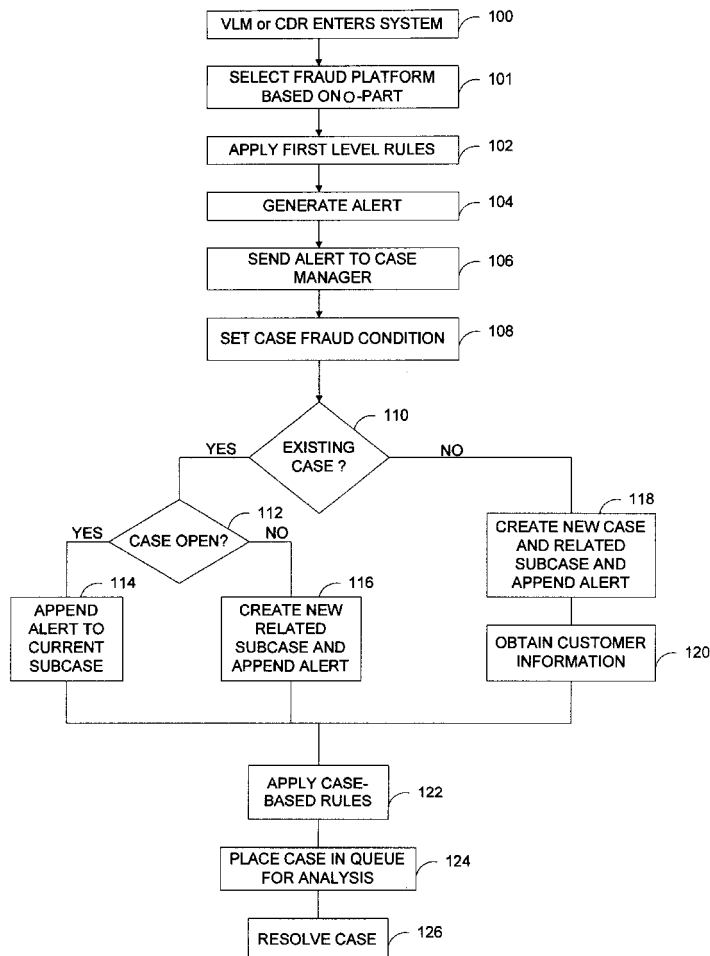 VLM or CDR ENTERS SYSTEM
100
SELECT FRAUD PLATFORM
BASED ON O-PART
101
APPLY FIRST LEVEL RULES
102
GENERATE ALERT
104
SEND ALERT TO CASE
MANAGER
106
SET CASE FRAUD CONDITION
108
110
EXISTING
CASE ?
YES
NO
112
CASE OPEN?
YES
NO
114
APPEND
ALERT TO
CURRENT
SUBCASE
116
CREATE NEW
RELATED
SUBCASE AND
APPEND ALERT
118
CREATE NEW CASE
AND RELATED
SUBCASE AND
APPEND ALERT
OBTAIN CUSTOMER
INFORMATION
120
APPLY CASE-
BASED RULES
122
PLACE CASE IN QUEUE
FOR ANALYSIS
124
RESOLVE CASE
126